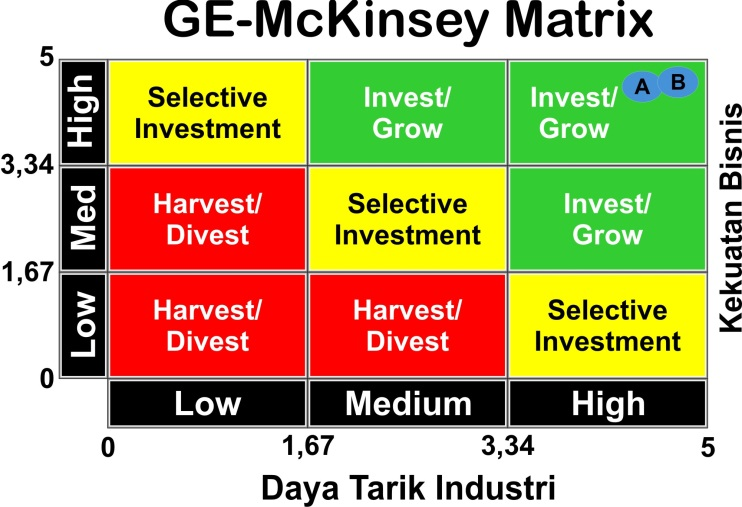 GE-McKinsey Matrix
5
High
Selective
Investment
Invest/
Grow
Invest/
Grow
A
B
3,34
Med
Harvest/
Divest
Selective
Investment
Invest/
Grow
1,67
Low
Harvest/
Divest
Harvest/
Divest
Selective
Investment
0
Low
Medium
High
0
1,67
3,34
5
Daya Tarik Industri
Kekuatan Bisnis